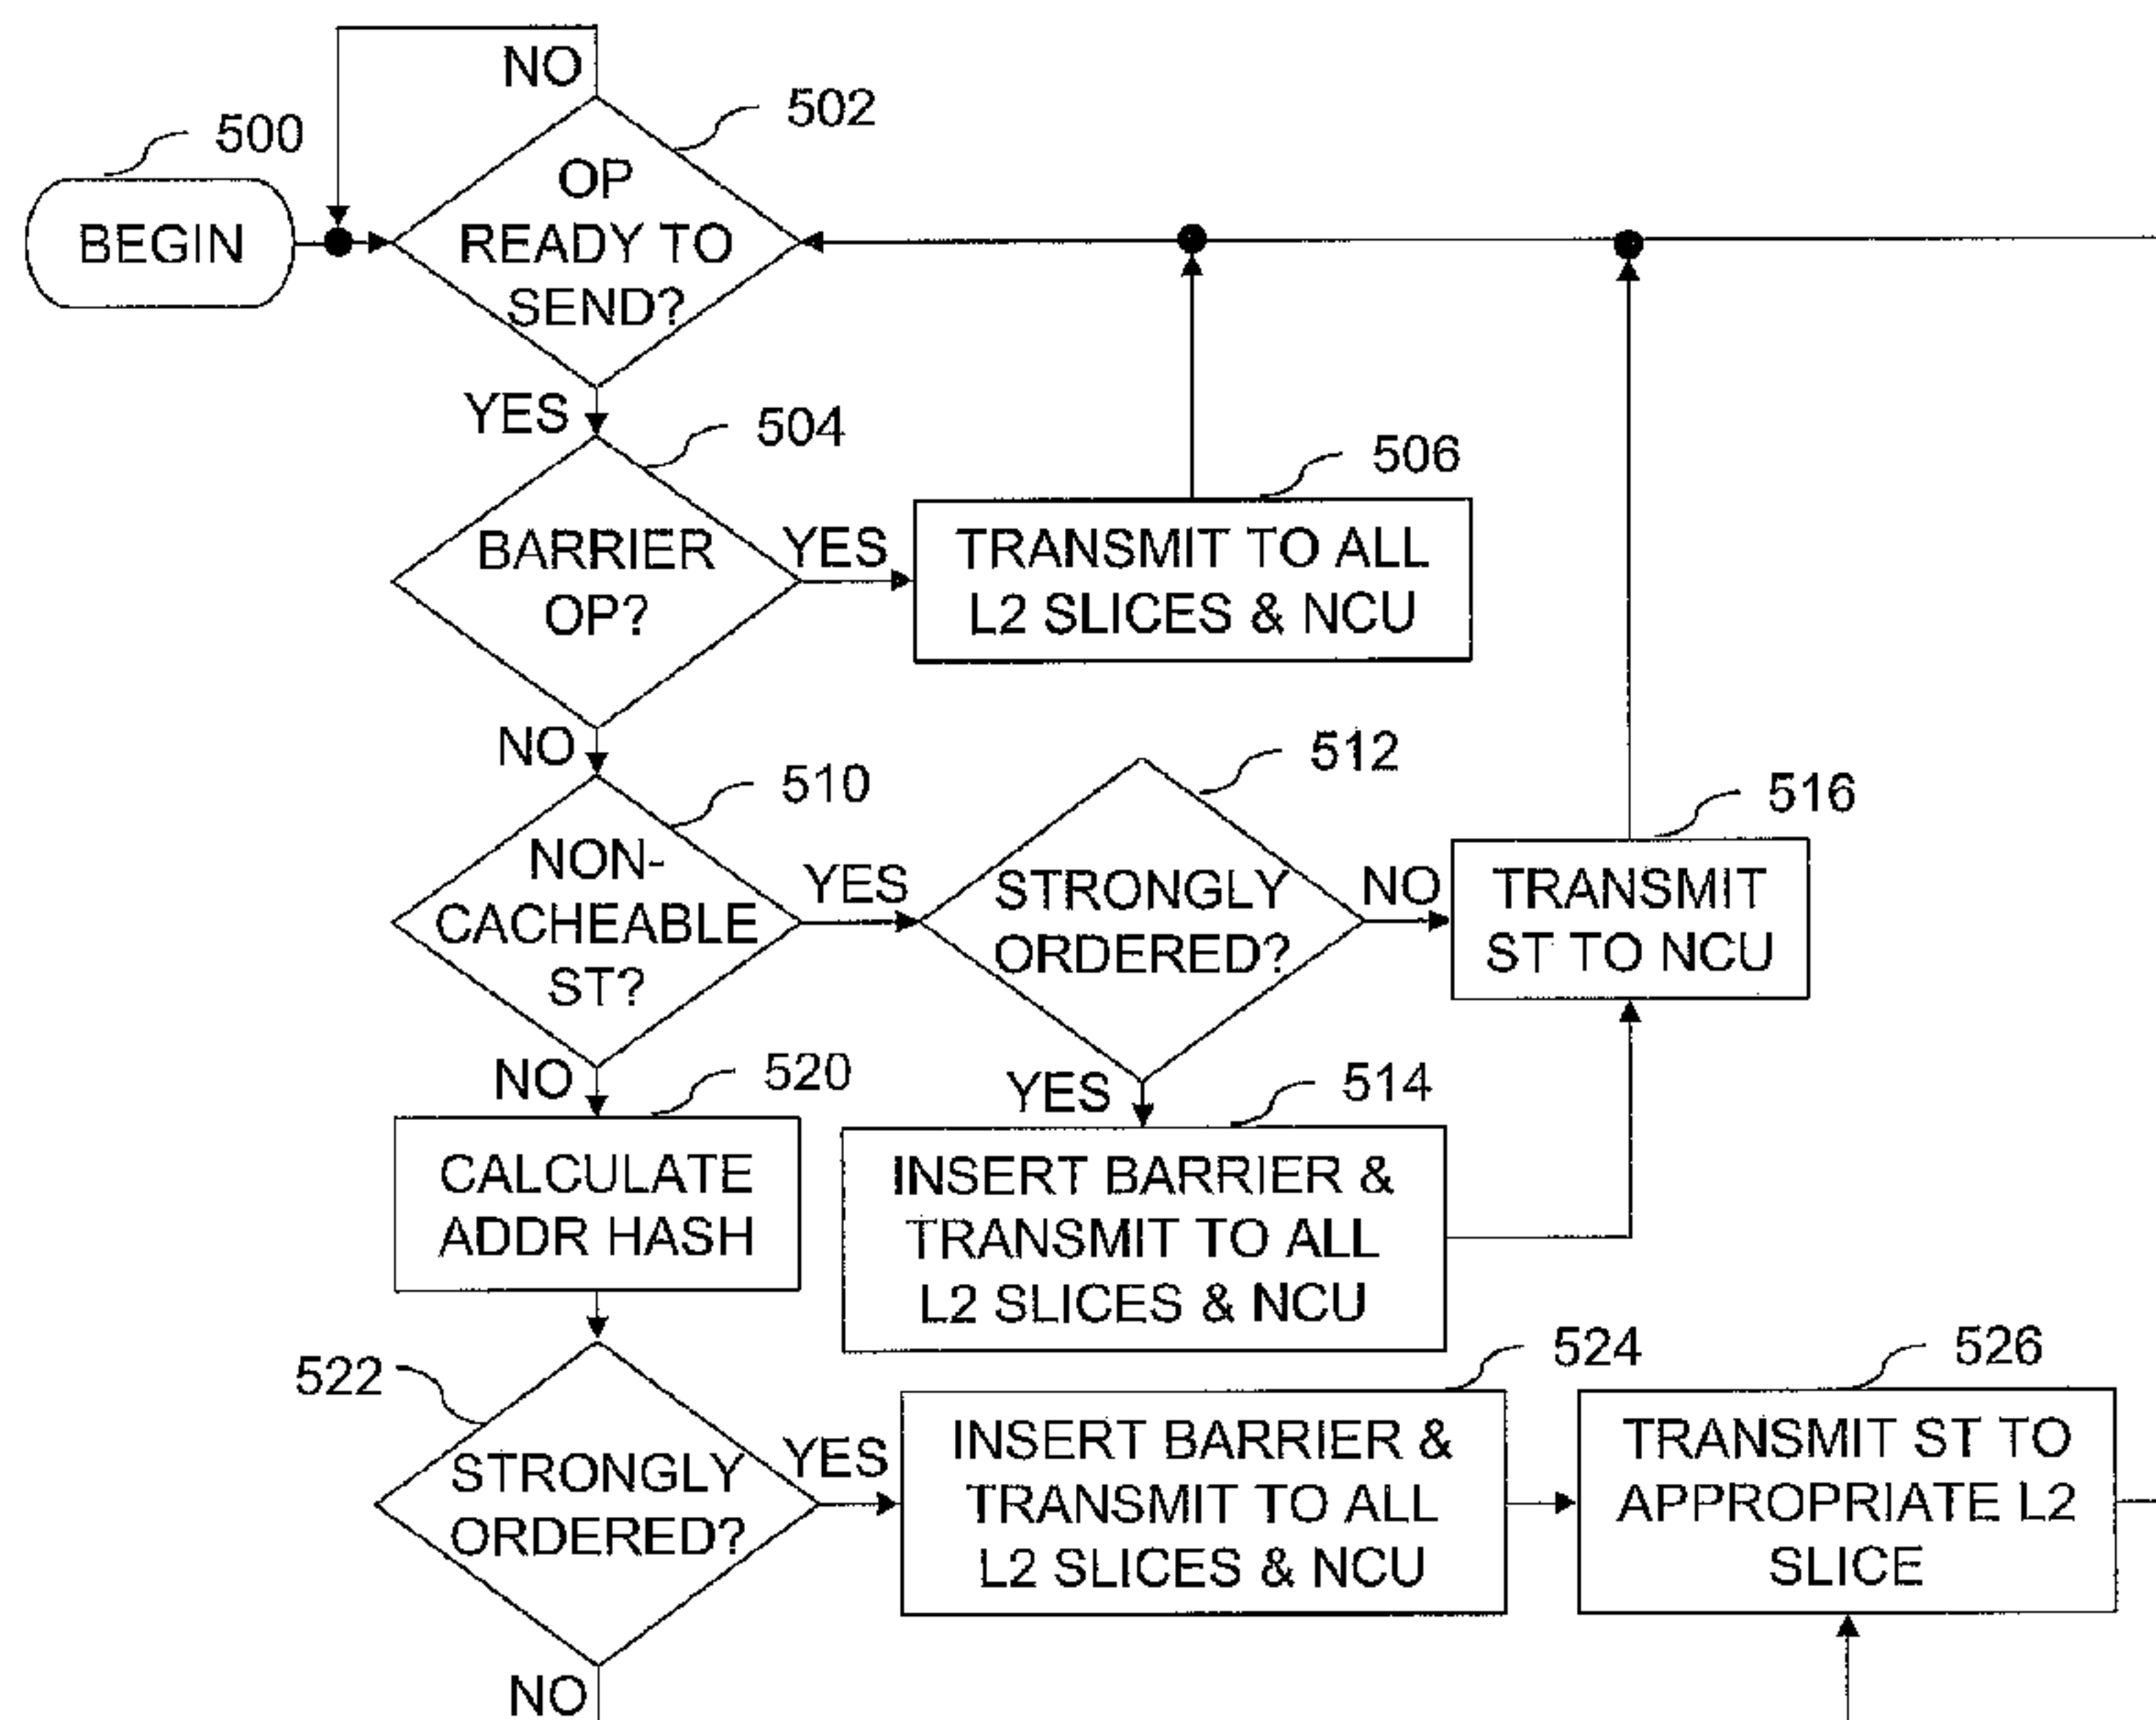 NO
502
500
BEGIN
OP
READY TO
SEND?
YES
504
BARRIER
OP?
YES
506
TRANSMIT TO ALL
L2 SLICES & NCU
NO
510
NON-
CACHEABLE
ST?
YES
512
STRONGLY
ORDERED?
NO
516
TRANSMIT
ST TO NCU
YES
514
INSERT BARRIER &
TRANSMIT TO ALL
L2 SLICES & NCU
NO
520
CALCULATE
ADDR HASH
522
STRONGLY
ORDERED?
YES
524
INSERT BARRIER &
TRANSMIT TO ALL
L2 SLICES & NCU
526
TRANSMIT ST TO
APPROPRIATE L2
SLICE
NO